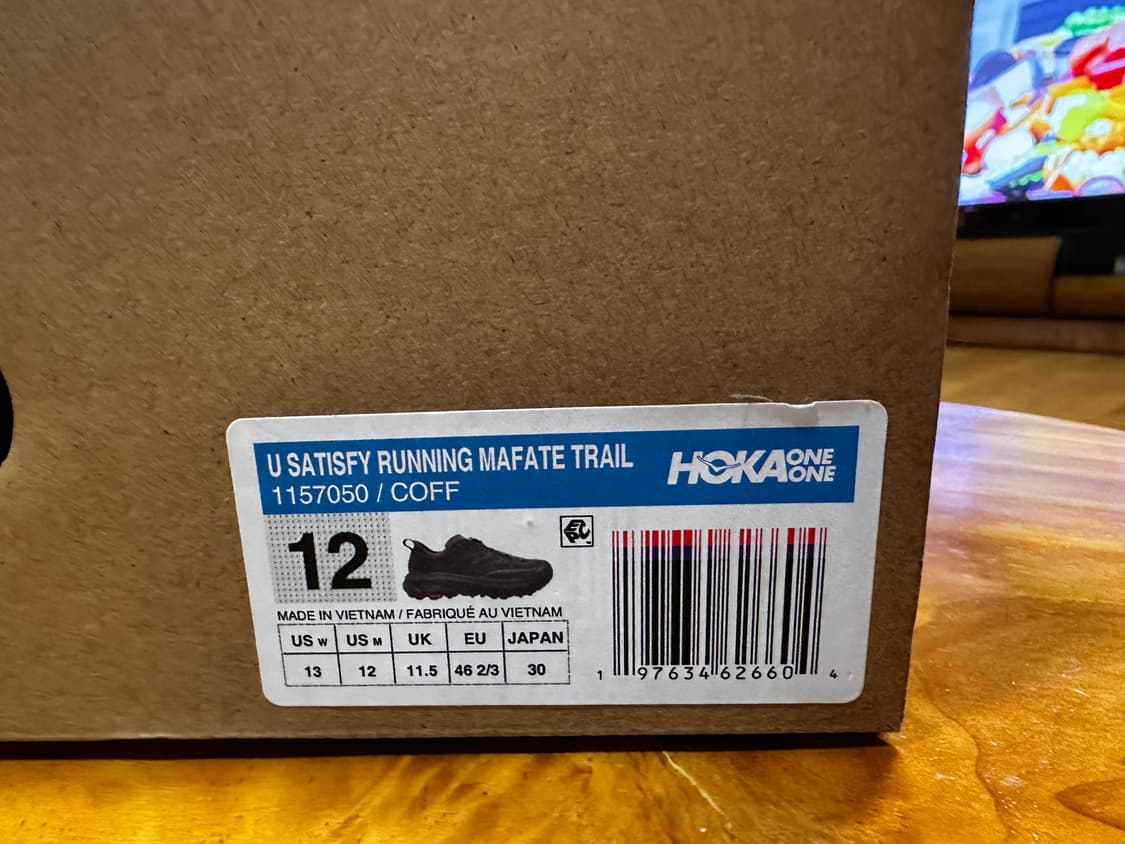 U SATISFY RUNNING MAFATE TRAIL
1157050 / COFF
HOKA ONE ONE
12
EPC
MADE IN VIETNAM / FABRIQUÉ AU VIETNAM
US W US M UK EU JAPAN
13 12 11.5 46 2/3 30
1 97634 62660 4